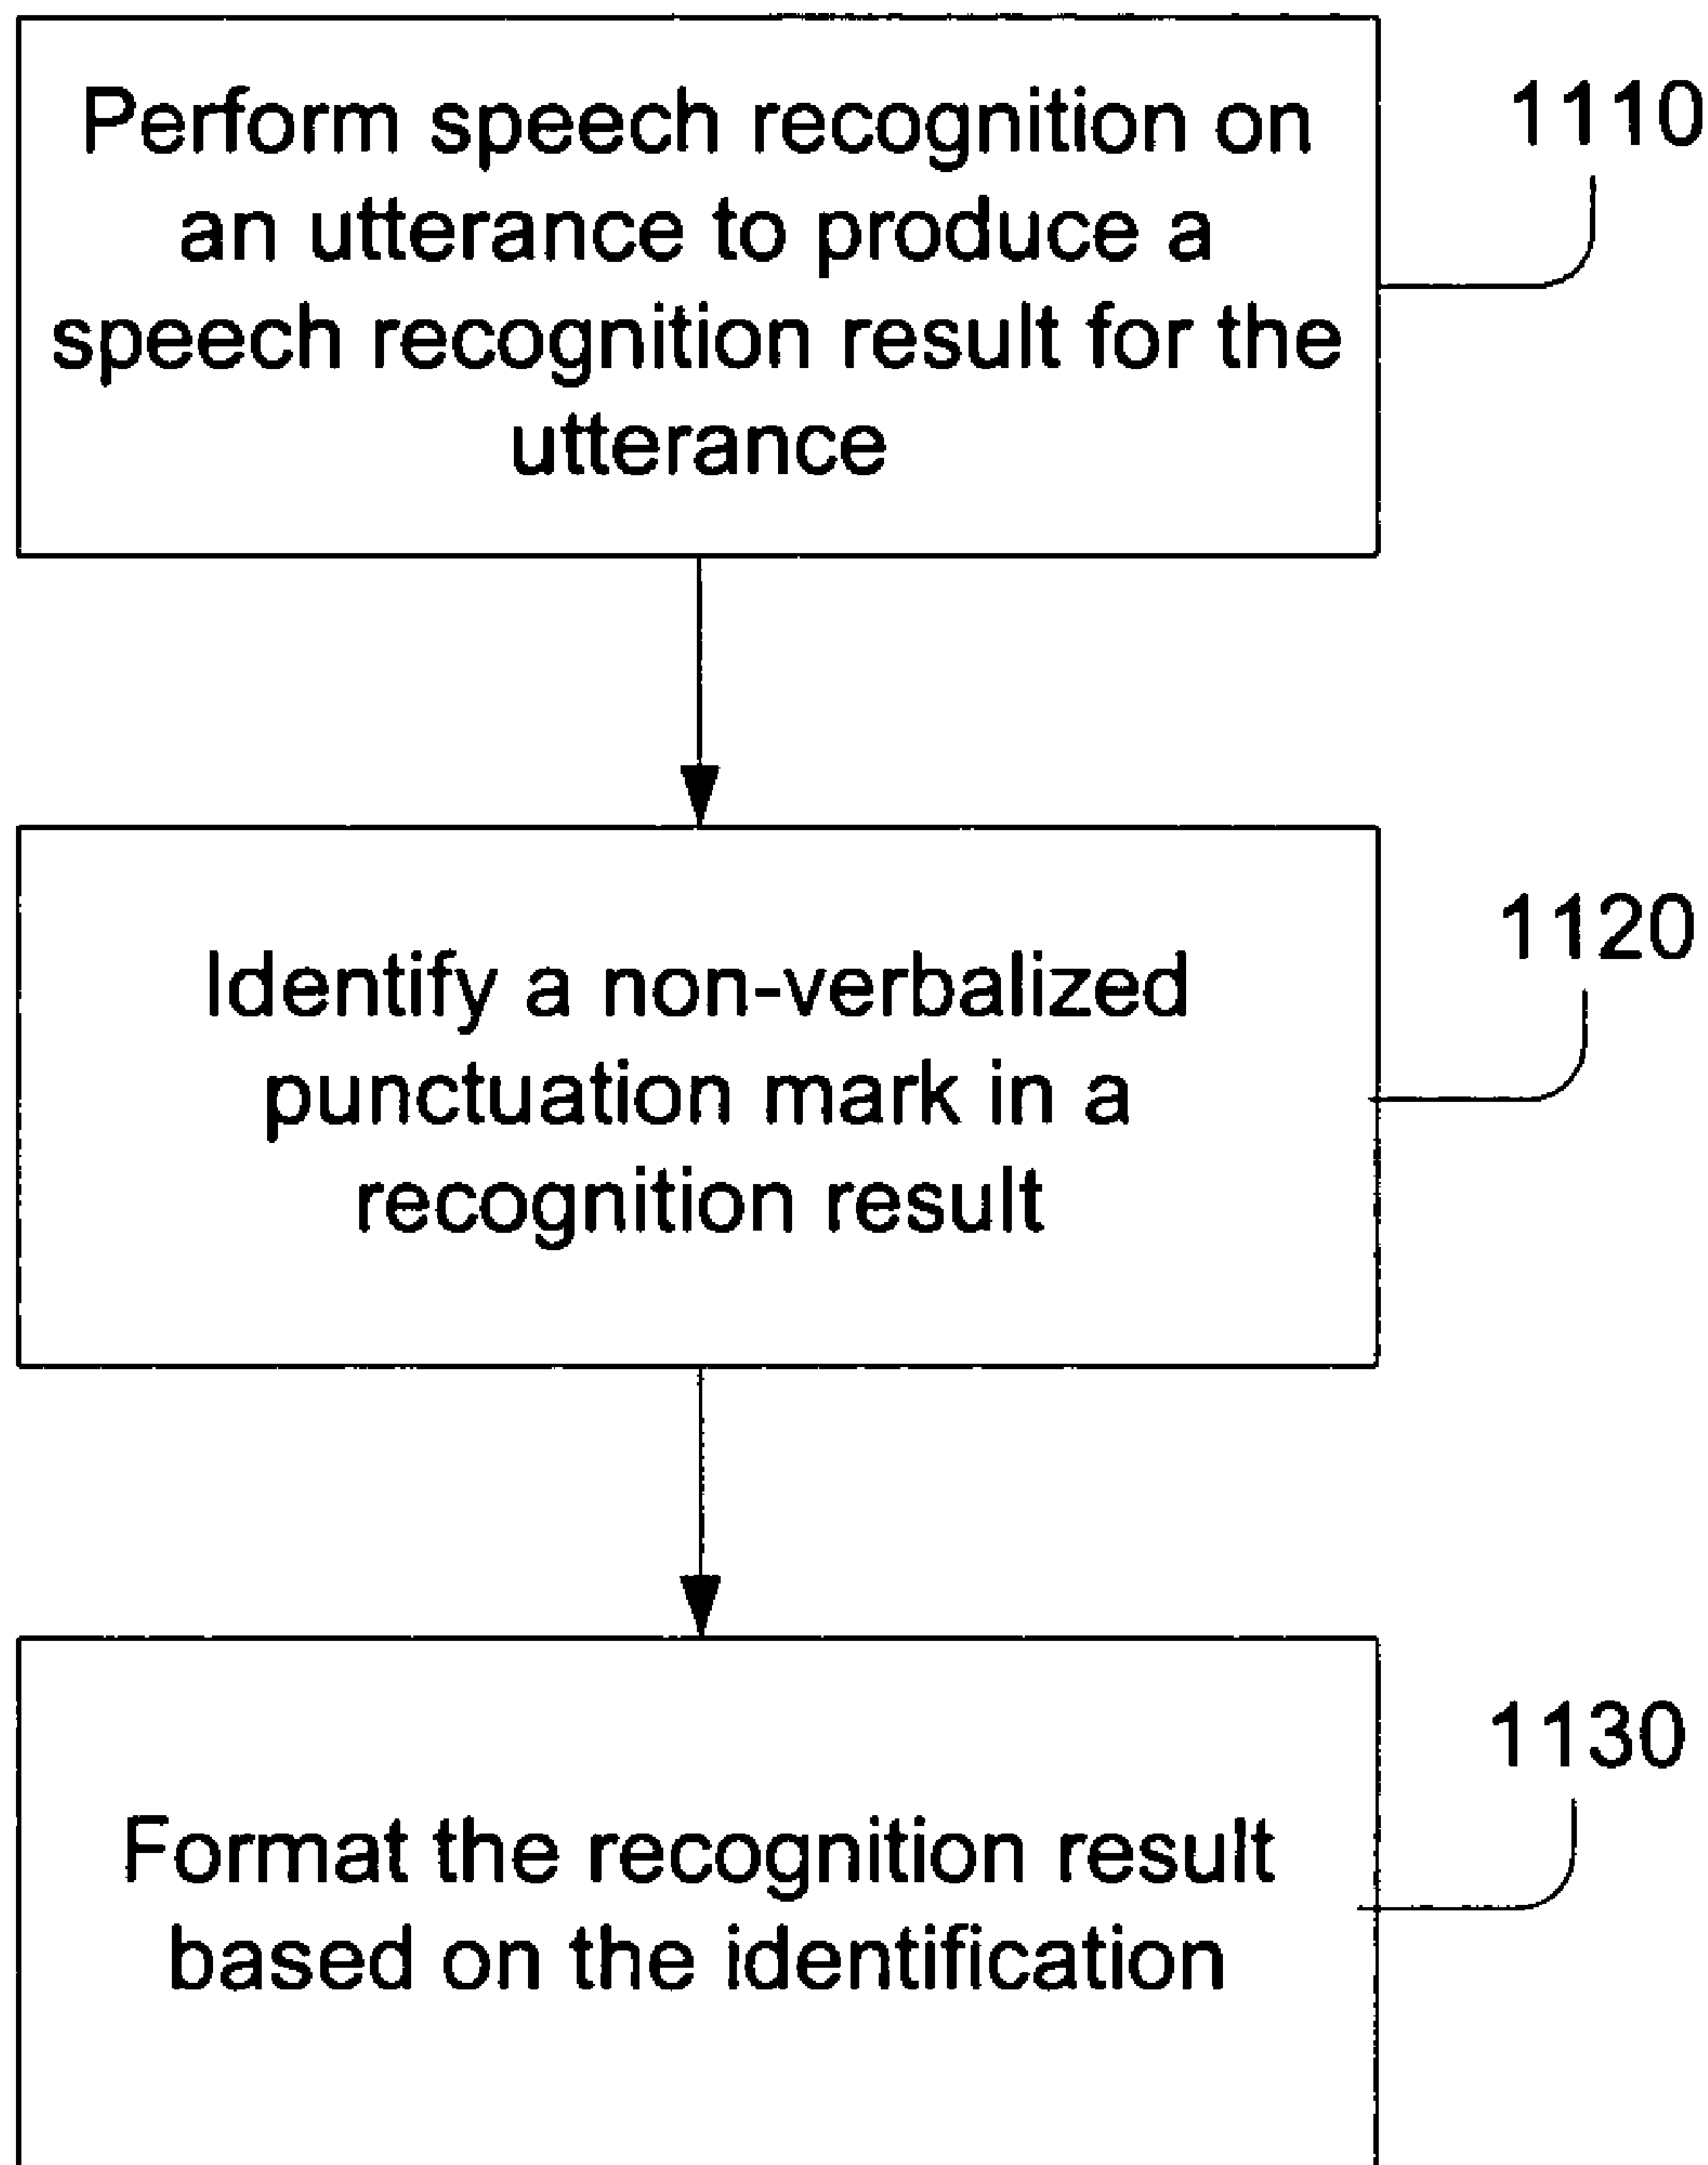 Perform speech recognition on
an utterance to produce a
speech recognition result for the
utterance
1110
Identify a non-verbalized
punctuation mark in a
recognition result
1120
Format the recognition result
based on the identification
1130